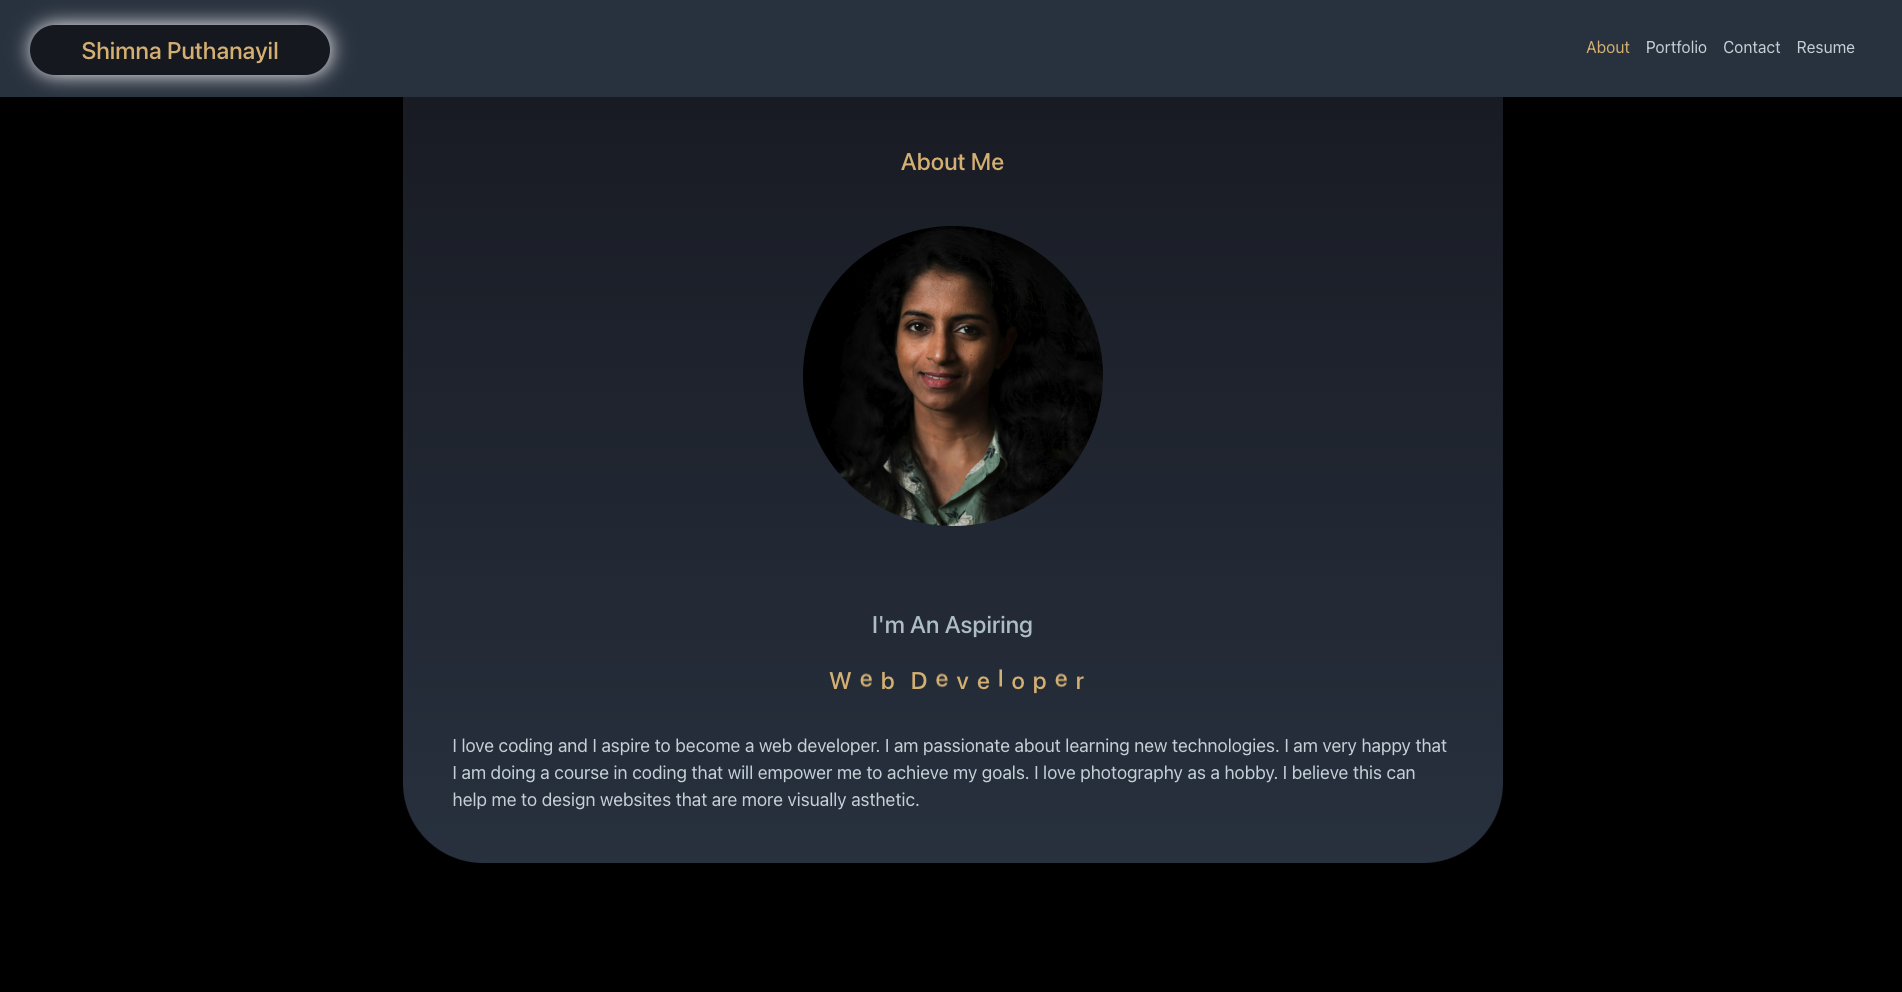 Shimna Puthanayil
About Portfolio Contact Resume
About Me
I'm An Aspiring
Web Developer
I love coding and I aspire to become a web developer. I am passionate about learning new technologies. I am very happy that
I am doing a course in coding that will empower me to achieve my goals. I love photography as a hobby. I believe this can
help me to design websites that are more visually asthetic.